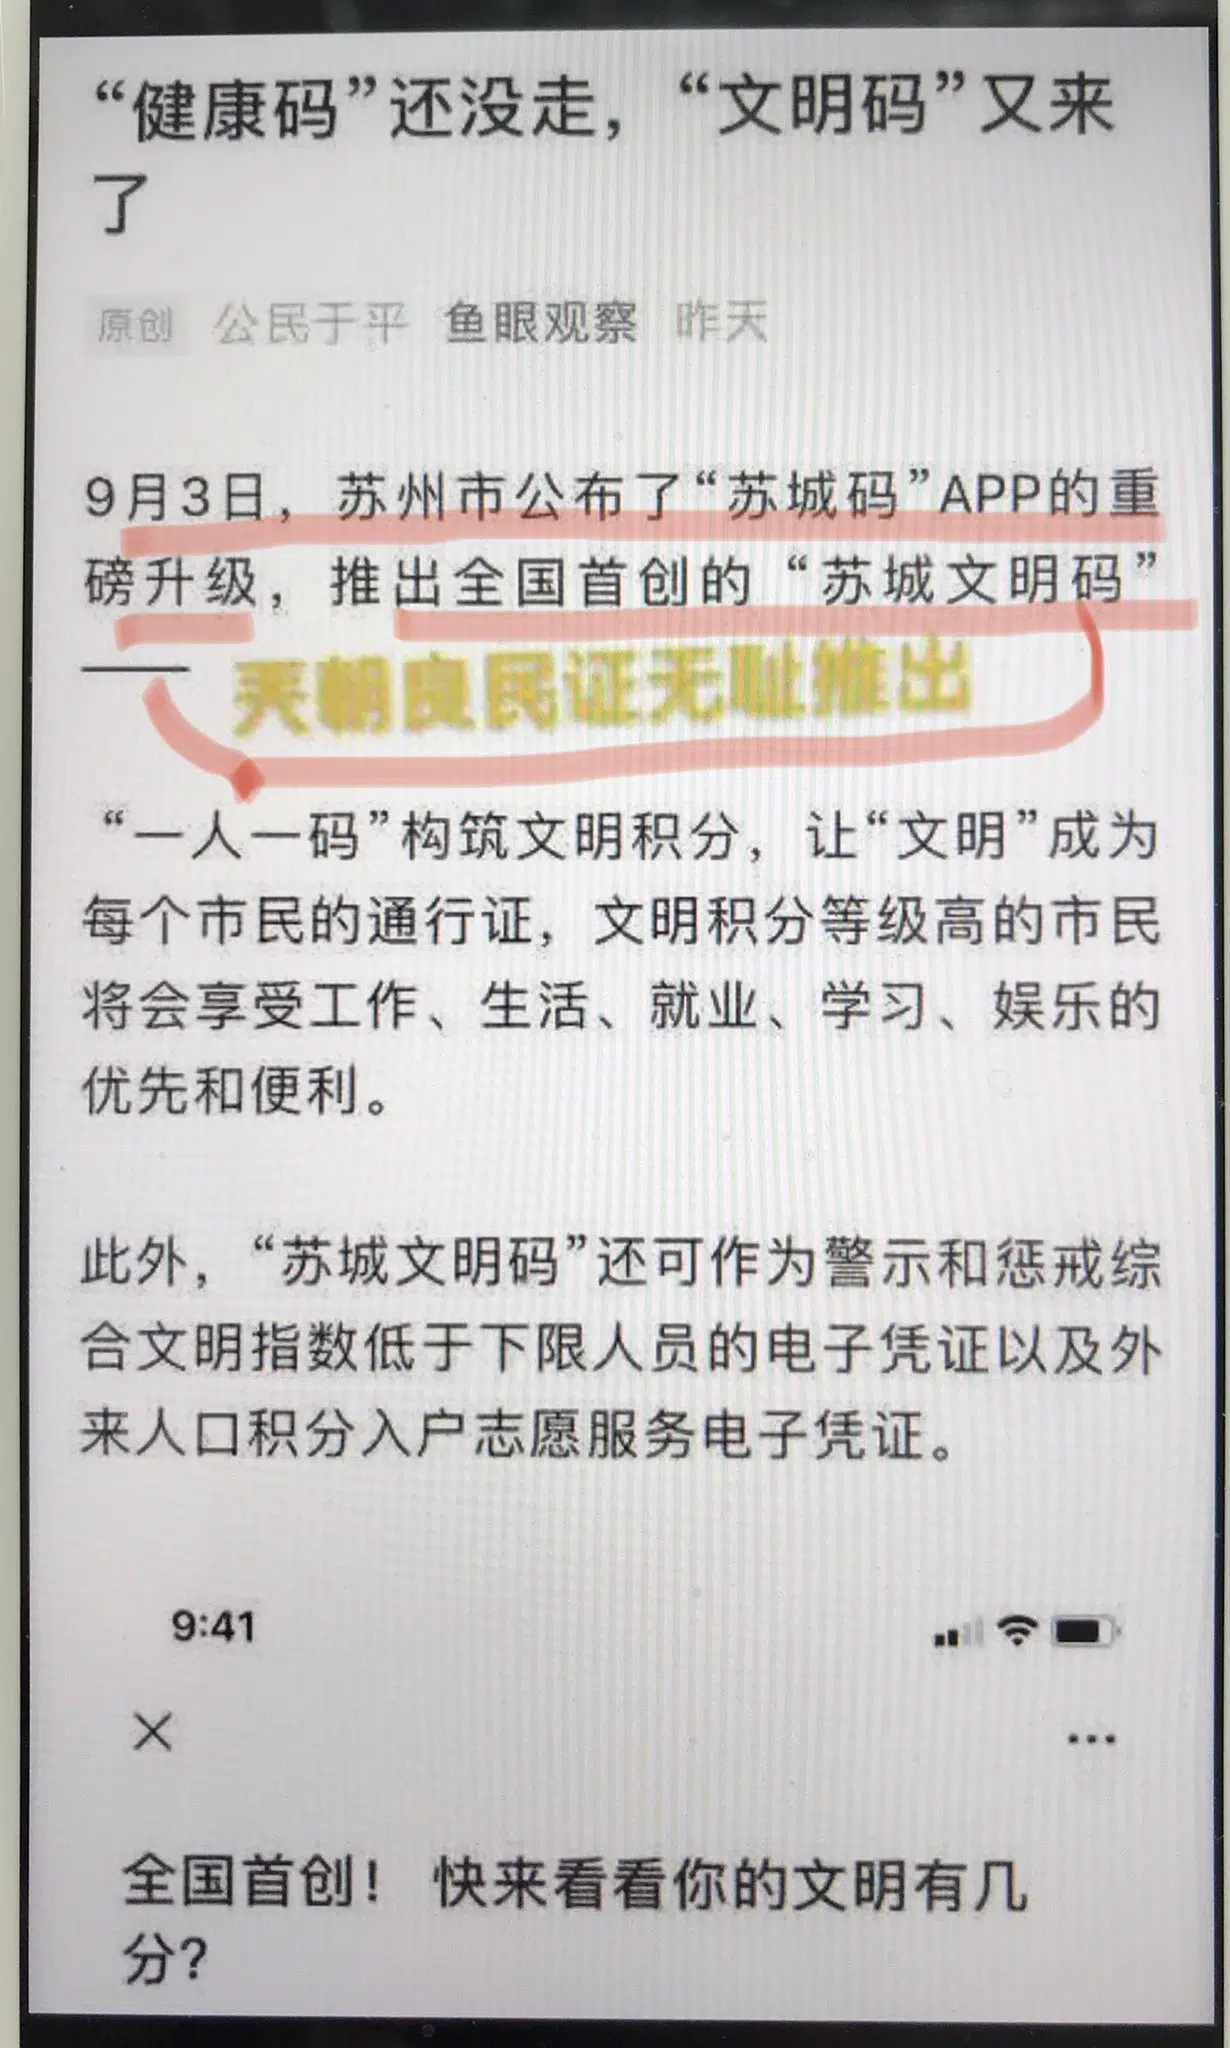 “健康码”还没走，“文明码”又来
了
原创 公民于平 鱼眼观察 昨天
9月3日，苏州市公布了“苏城码”APP的重
磅升级，推出全国首创的“苏城文明码”
——
天朝良民证无耻推出
“一人一码”构筑文明积分，让“文明”成为
每个市民的通行证，文明积分等级高的市民
将会享受工作、生活、就业、学习、娱乐的
优先和便利。
此外，“苏城文明码”还可作为警示和惩戒综
合文明指数低于下限人员的电子凭证以及外
来人口积分入户志愿服务电子凭证。
9:41
全国首创！快来看看你的文明有几
分？